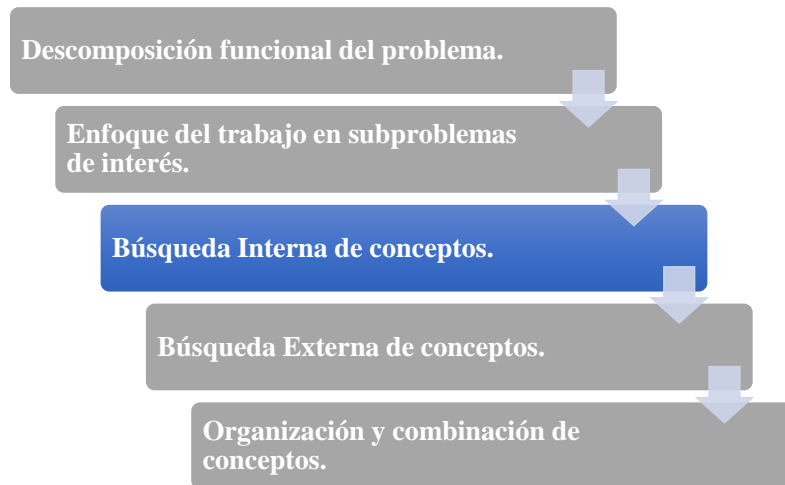 Descomposición funcional del problema.
Enfoque del trabajo en subproblemas
de interés.
Búsqueda Interna de conceptos.
Búsqueda Externa de conceptos.
Organización y combinación de
conceptos.